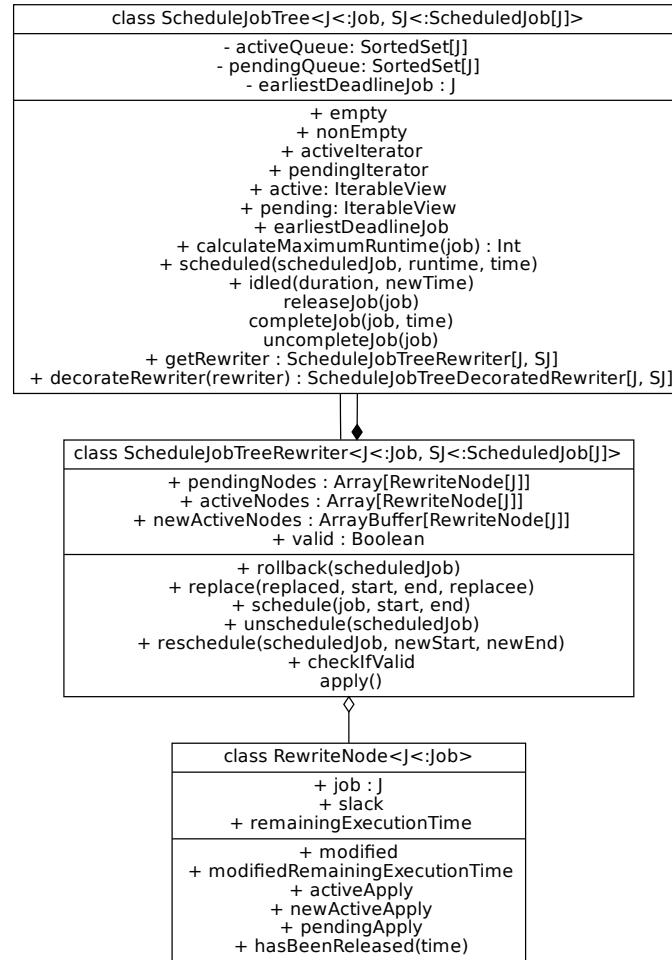 class ScheduleJobTree<J<:Job, SJ<:ScheduledJob[J]>
- activeQueue: SortedSet[J]
- pendingQueue: SortedSet[J]
- earliestDeadlineJob : J
+ empty
+ nonEmpty
+ activeIterator
+ pendingIterator
+ active: IterableView
+ pending: IterableView
+ earliestDeadlineJob
+ calculateMaximumRuntime(job) : Int
+ scheduled(scheduledJob, runtime, time)
+ idled(duration, newTime)
releaseJob(job)
completeJob(job, time)
uncompleteJob(job)
+ getRewriter : ScheduleJobTreeRewriter[J, SJ]
+ decorateRewriter(rewriter) : ScheduleJobTreeDecoratedRewriter[J, SJ]
class ScheduleJobTreeRewriter<J<:Job, SJ<:ScheduledJob[J]>
+ pendingNodes : Array[RewriteNode[J]]
+ activeNodes : Array[RewriteNode[J]]
+ newActiveNodes : ArrayBuffer[RewriteNode[J]]
+ valid : Boolean
+ rollback(scheduledJob)
+ replace(replaced, start, end, replacee)
+ schedule(job, start, end)
+ unschedule(scheduledJob)
+ reschedule(scheduledJob, newStart, newEnd)
+ checkIfValid
apply()
class RewriteNode<J<:Job>
+ job : J
+ slack
+ remainingExecutionTime
+ modified
+ modifiedRemainingExecutionTime
+ activeApply
+ newActiveApply
+ pendingApply
+ hasBeenReleased(time)